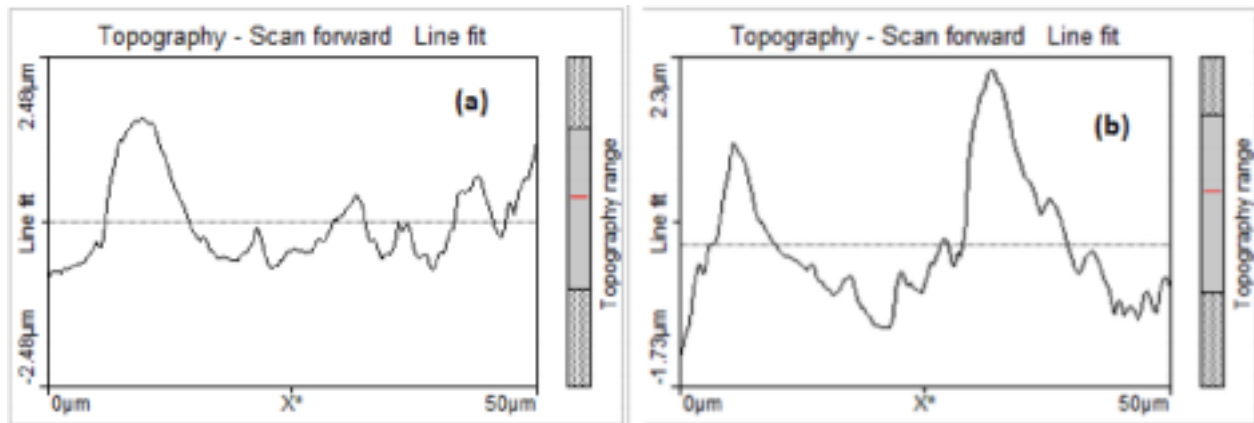 Topography - Scan forward Line fit
2.48µm
(a)
Line fit
-2.48µm
0µm
X*
50µm
Topography range
Topography - Scan forward Line fit
2.3µm
(b)
Line fit
-1.73µm
0µm
X*
50µm
Topography range